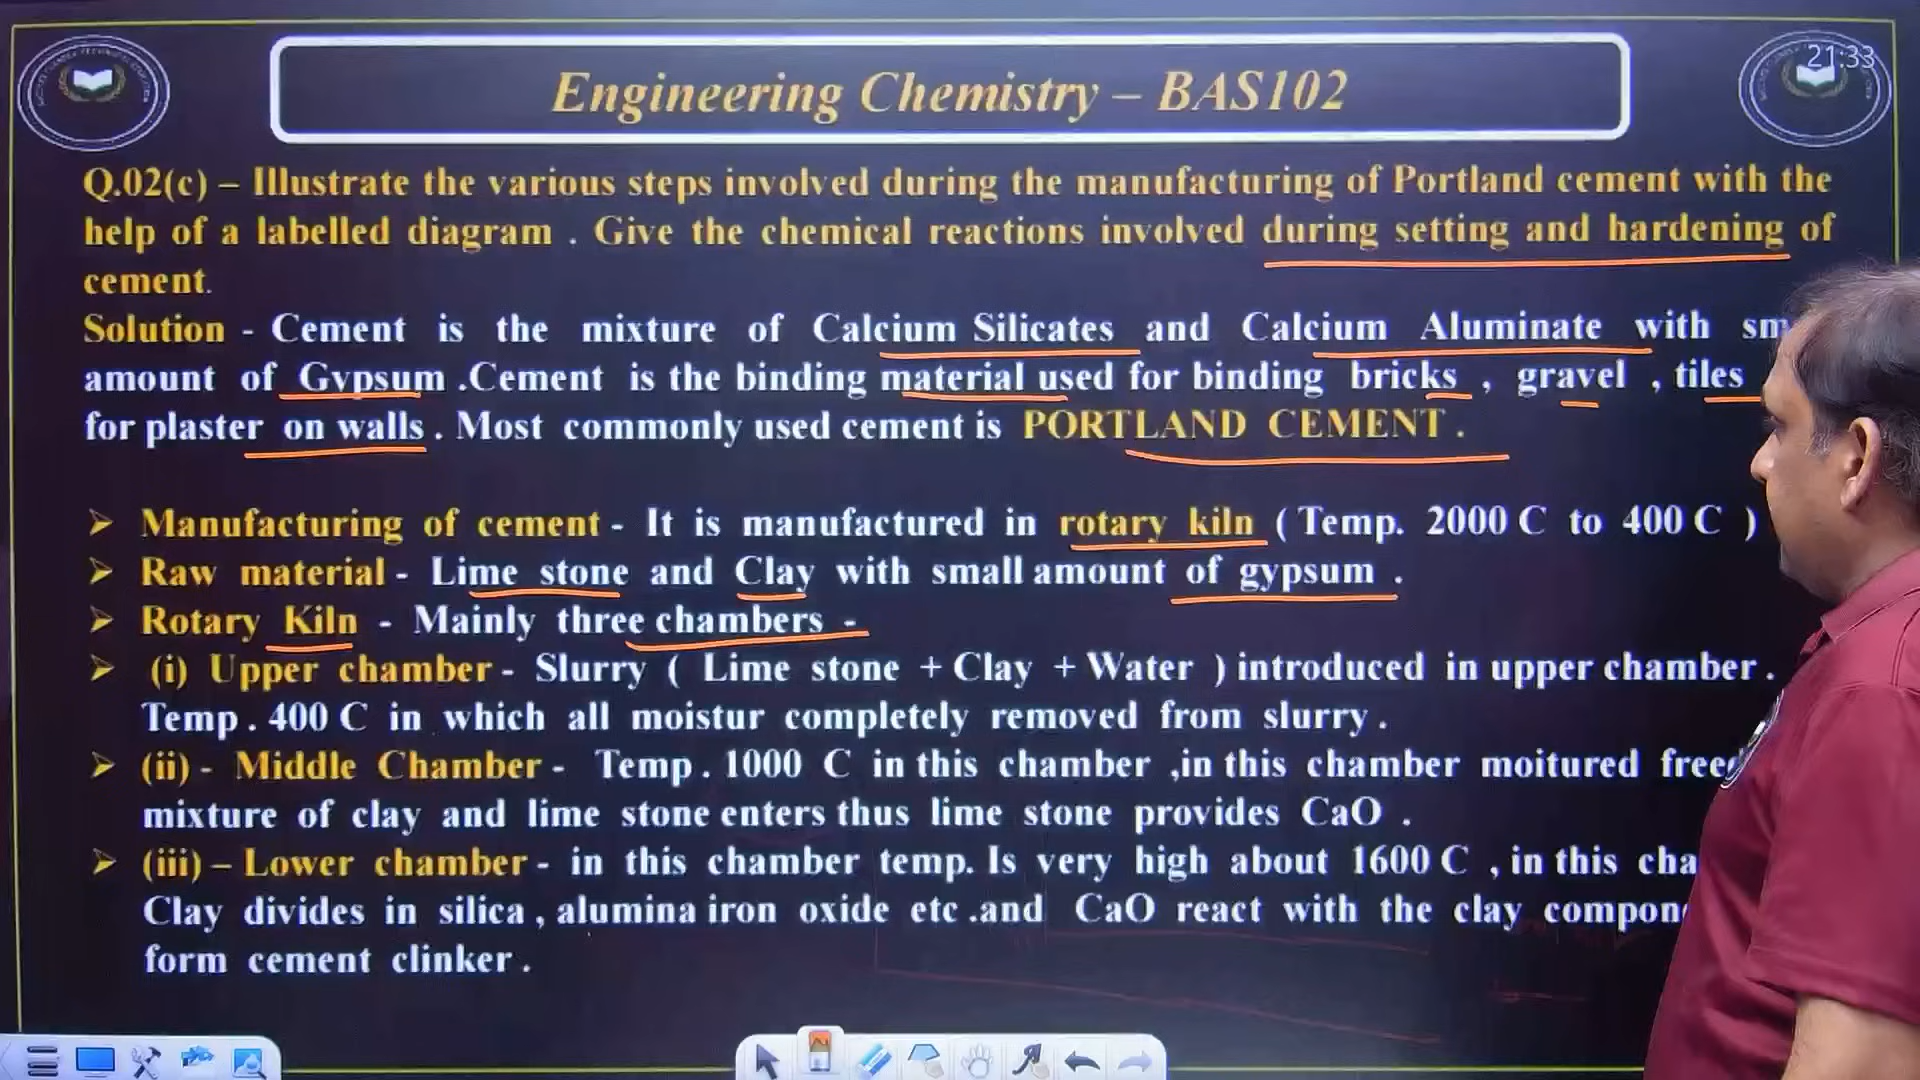 21:33
Engineering Chemistry – BAS102
Q.02(c) – Illustrate the various steps involved during the manufacturing of Portland cement with the
help of a labelled diagram . Give the chemical reactions involved during setting and hardening of
cement.
Solution - Cement is the mixture of Calcium Silicates and Calcium Aluminate with
amount of Gypsum .Cement is the binding material used for binding bricks , gravel , tiles
for plaster on walls . Most commonly used cement is PORTLAND CEMENT .
➢ Manufacturing of cement - It is manufactured in rotary kiln ( Temp. 2000 C to 400 C )
➢ Raw material - Lime stone and Clay with small amount of gypsum .
➢ Rotary Kiln - Mainly three chambers -
➢ (i) Upper chamber - Slurry ( Lime stone + Clay + Water ) introduced in upper chamber .
Temp . 400 C in which all moistur completely removed from slurry .
➢ (ii) - Middle Chamber - Temp . 1000 C in this chamber ,in this chamber moitured
mixture of clay and lime stone enters thus lime stone provides CaO .
➢ (iii) – Lower chamber - in this chamber temp. Is very high about 1600 C , in this
Clay divides in silica , alumina iron oxide etc .and CaO react with the clay
form cement clinker .